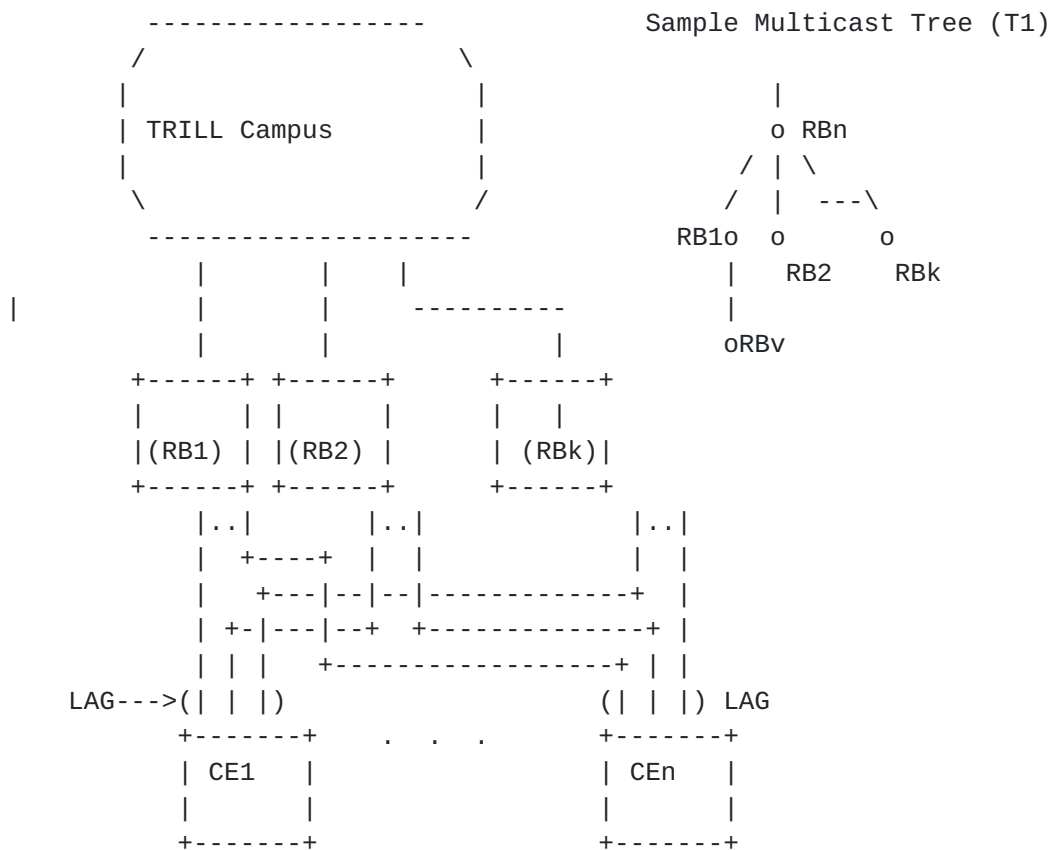 Sample Multicast Tree (T1)
TRILL Campus
o RBn
RB1o o o
RB2 RBk
oRBv
(RB1) (RB2) (RBk)
LAG--->(| | |) (| | |) LAG
. . .
CE1 CEn